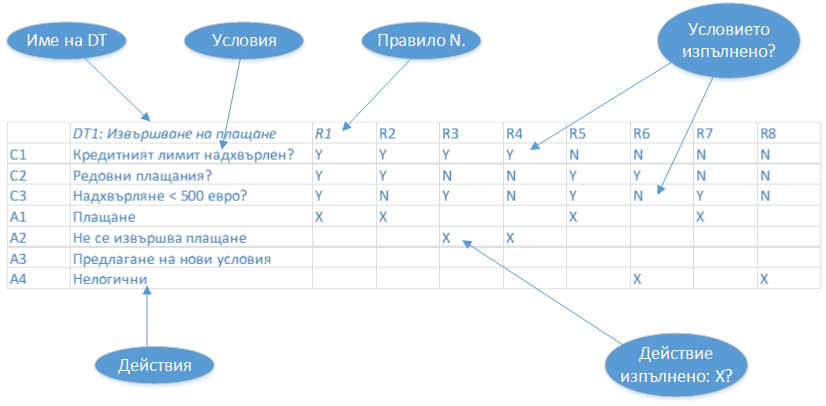 Име на DT
Условия
Правило N.
Условието
изпълнено?
DT1: Извършване на плащане R1 R2 R3 R4 R5 R6 R7 R8
C1 Кредитният лимит надхвърлен? Y Y Y Y N N N N
C2 Редовни плащания? Y Y N N Y Y N N
C3 Надхвърляне < 500 евро? Y N Y N Y N Y N
A1 Плащане X X X X
A2 Не се извършва плащане X X
A3 Предлагане на нови условия
A4 Нелогични X X
Действия
Действие
изпълнено: X?